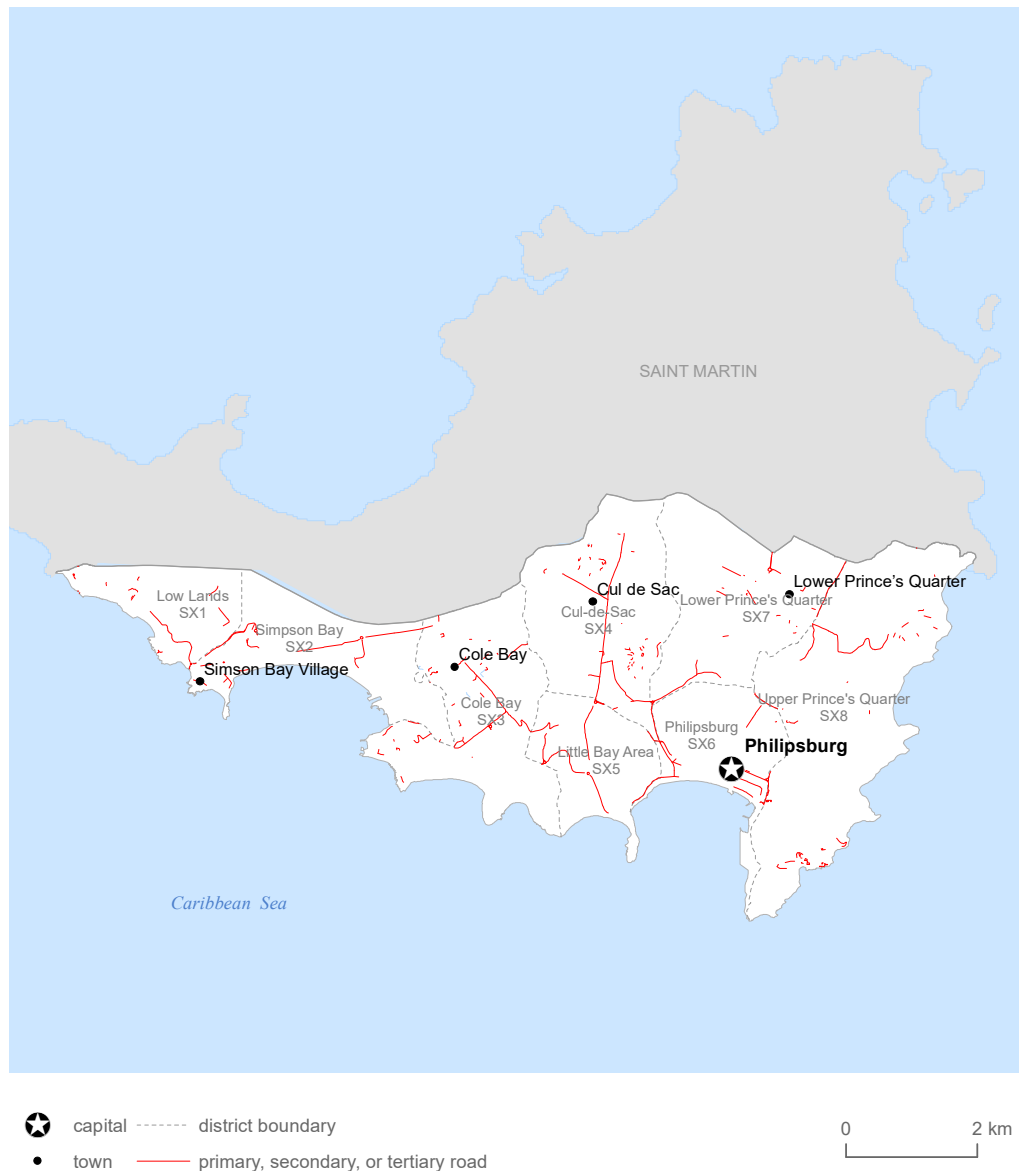 SAINT MARTIN
Lower Prince's Quarter
Cul de Sac
Low Lands
SX1
Lower Prince's Quarter
SX7
Cul-de-Sac
SX4
Simpson Bay
SX2
Cole Bay
Simson Bay Village
Cole Bay
SX3
Upper Prince's Quarter
SX8
Philipsburg
SX6
Philipsburg
Little Bay Area
SX5
Caribbean Sea
capital
district boundary
0
2 km
town
primary, secondary, or tertiary road